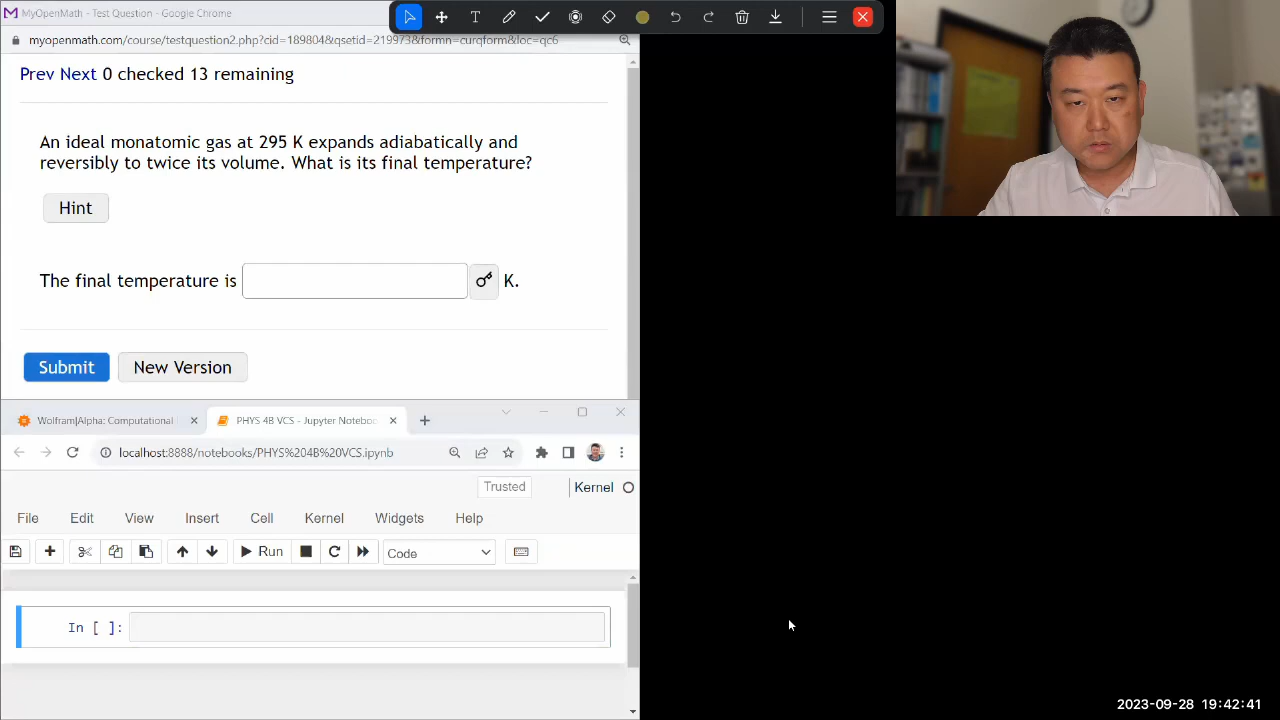 MyOpenMath - Test Question - Google Chrome
myopenmath.com/course/testquestion2.php?cid=189804&qsetid=219973&formn=curqform&loc=qc6
Prev Next 0 checked 13 remaining
An ideal monatomic gas at 295 K expands adiabatically and
reversibly to twice its volume. What is its final temperature?
Hint
The final temperature is K.
Submit New Version
Wolfram|Alpha: Computational PHYS 4B VCS - Jupyter Noteboo
localhost:8888/notebooks/PHYS%204B%20VCS.ipynb
Trusted Kernel
File Edit View Insert Cell Kernel Widgets Help
Run Code
In [ ]:
2023-09-28 19:42:41